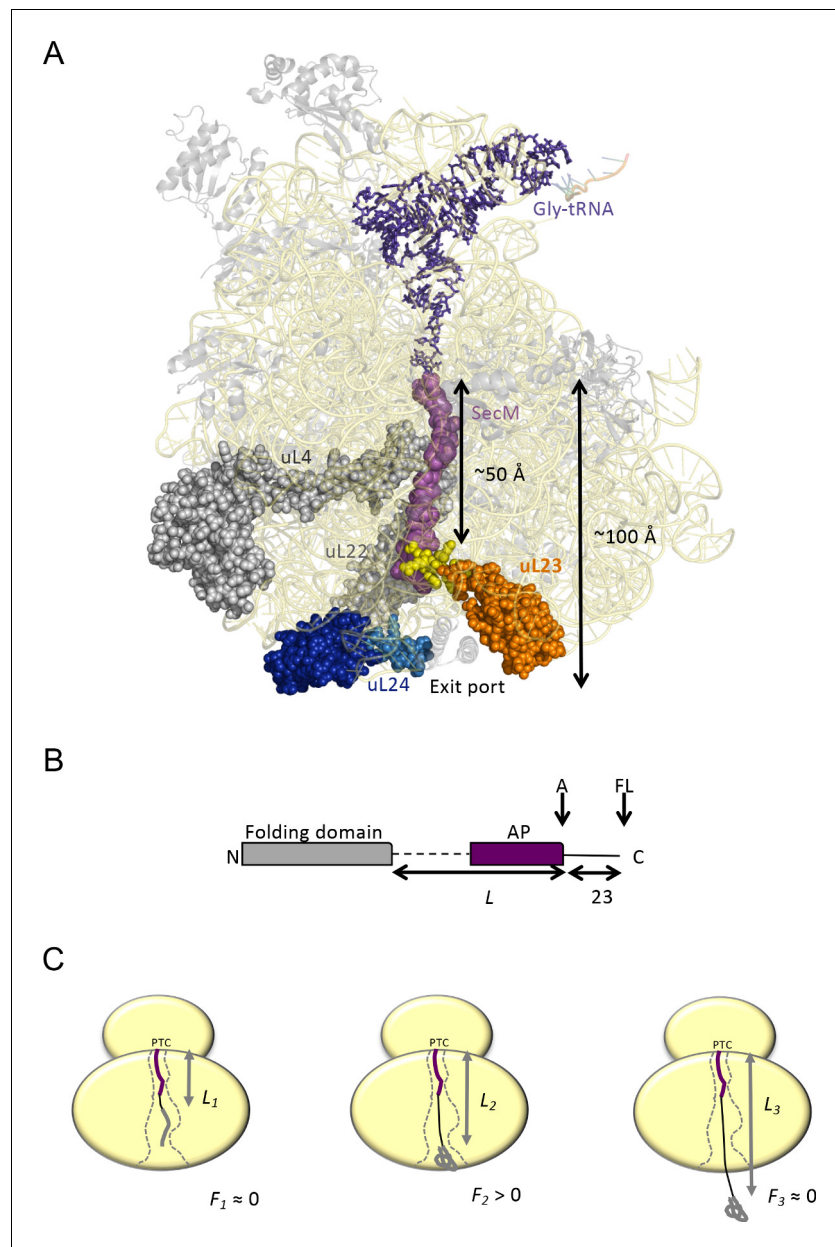 A
Gly-tRNA
SecM
uL4
~50 Å
~100 Å
uL22
uL23
uL24
Exit port
B
A FL
Folding domain AP
N C
L 23
C
PTC PTC PTC
L1 L2 L3
F1 ≈ 0 F2 > 0 F3 ≈ 0